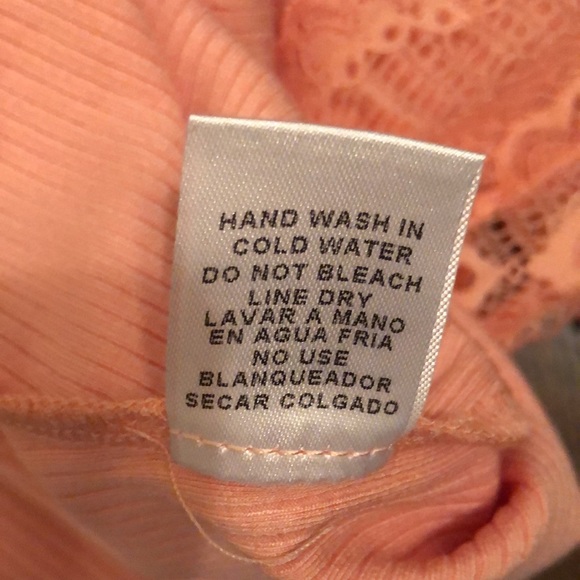 HAND WASH IN
COLD WATER
DO NOT BLEACH
LINE DRY
LAVAR A MANO
EN AGUA FRIA
NO USE
BLANQUEADOR
SECAR COLGADO